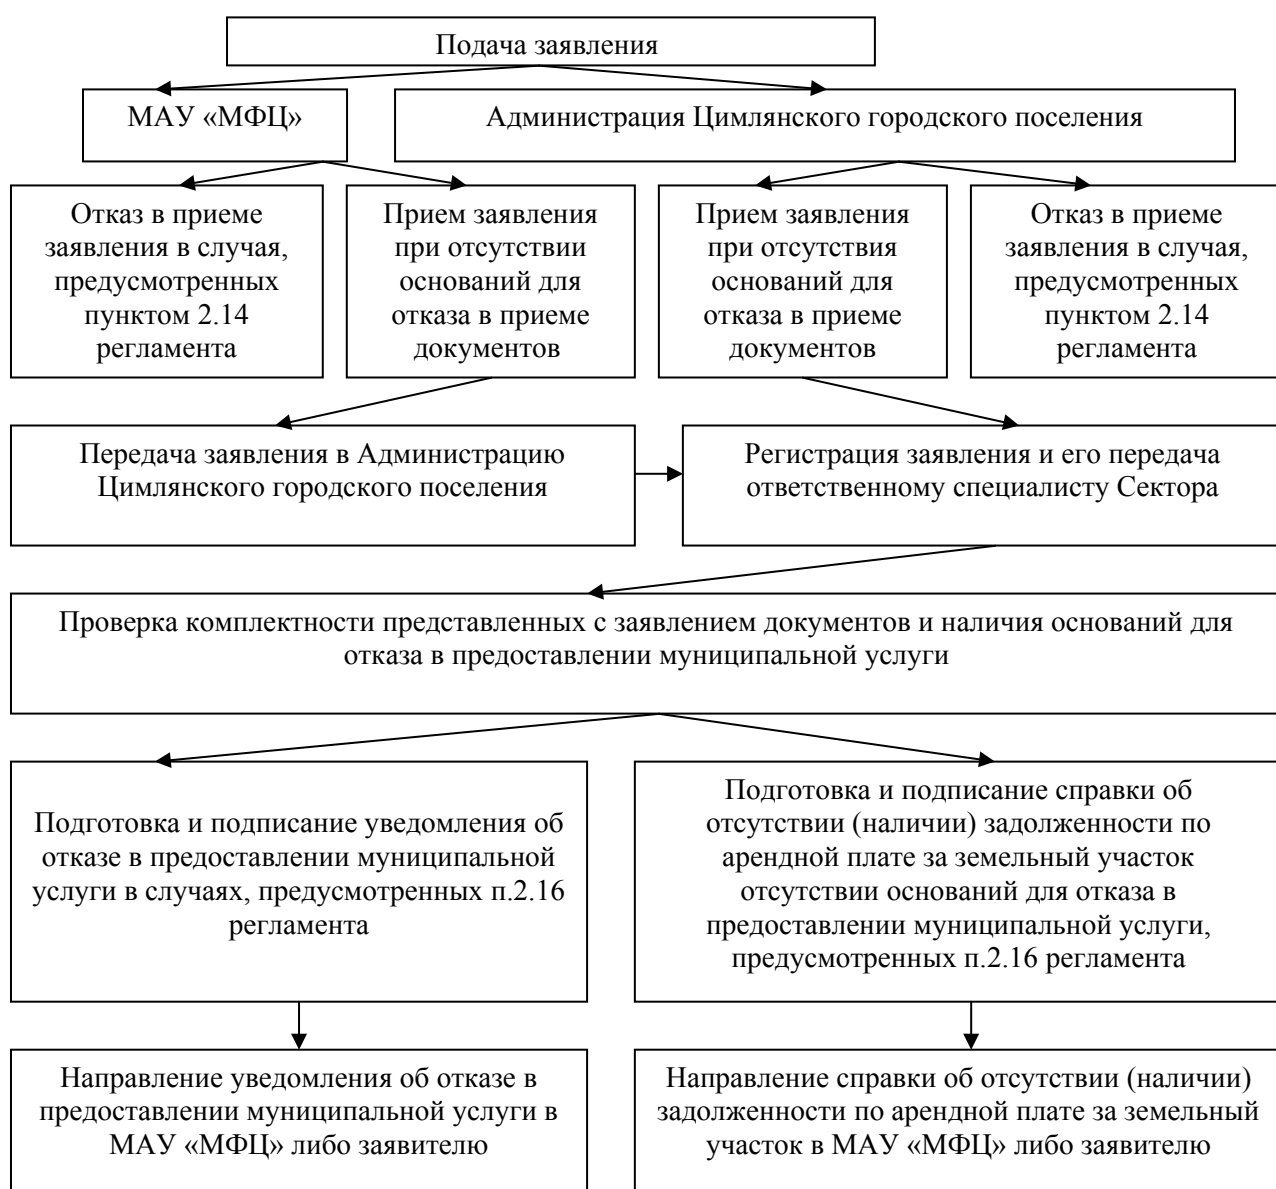 Подача заявления
МАУ «МФЦ»
Администрация Цимлянского городского поселения
Отказ в приеме
заявления в случая,
предусмотренных
пунктом 2.14
регламента
Прием заявления
при отсутствии
оснований для
отказа в приеме
документов
Прием заявления
при отсутствия
оснований для
отказа в приеме
документов
Отказ в приеме
заявления в случая,
предусмотренных
пунктом 2.14
регламента
Передача заявления в Администрацию
Цимлянского городского поселения
Регистрация заявления и его передача
ответственному специалисту Сектора
Проверка комплектности представленных с заявлением документов и наличия оснований для
отказа в предоставлении муниципальной услуги
Подготовка и подписание уведомления об
отказе в предоставлении муниципальной
услуги в случаях, предусмотренных п.2.16
регламента
Подготовка и подписание справки об
отсутствии (наличии) задолженности по
арендной плате за земельный участок
отсутствии оснований для отказа в
предоставлении муниципальной услуги,
предусмотренных п.2.16 регламента
Направление уведомления об отказе в
предоставлении муниципальной услуги в
МАУ «МФЦ» либо заявителю
Направление справки об отсутствии (наличии)
задолженности по арендной плате за земельный
участок в МАУ «МФЦ» либо заявителю